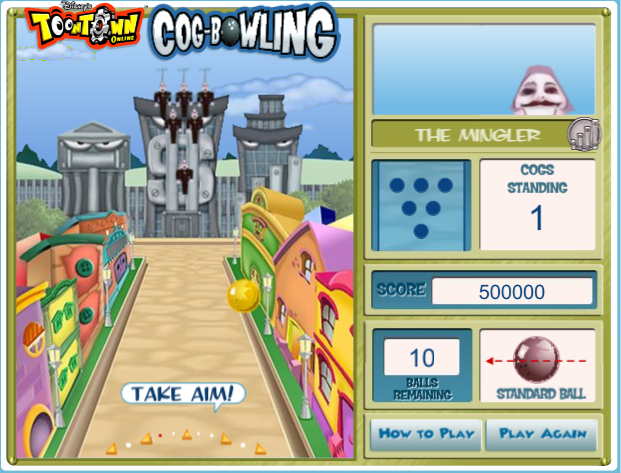 Disney's
TOONTOWN
ONLINE
COG-BOWLING
THE MINGLER
COGS
STANDING
1
SCORE 500000
10
BALLS
REMAINING
STANDARD BALL
TAKE AIM!
HOW TO PLAY
PLAY AGAIN